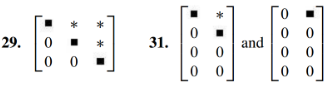 29. [■ * *
0 ■ *
0 0 ■]
31. [■ *
0 ■
0 0
0 0] and [0 ■
0 0
0 0
0 0]